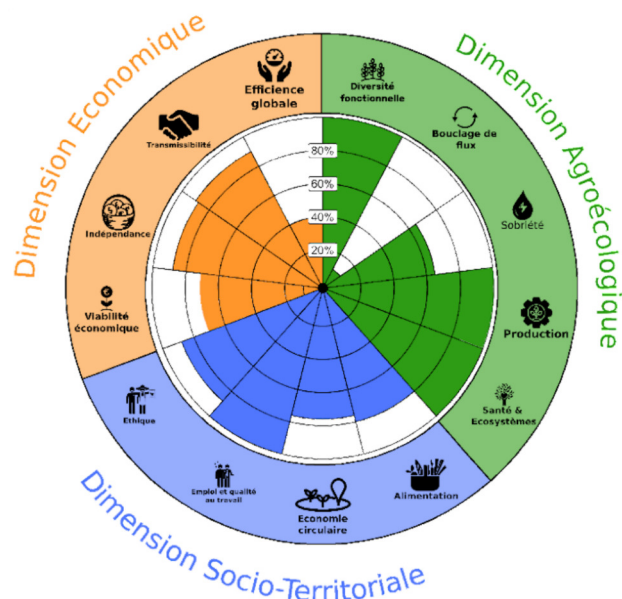 Dimension Economique
Dimension Agroécologique
Dimension Socio-Territoriale
Efficience
globale
Diversité
fonctionnelle
Bouclage de
flux
Transmissibilité
Indépendance
Sobriété
Viabilité
économique
Production
Santé &
Ecosystèmes
Ethique
Emploi et qualité
au travail
Economie
circulaire
Alimentation
80%
60%
40%
20%